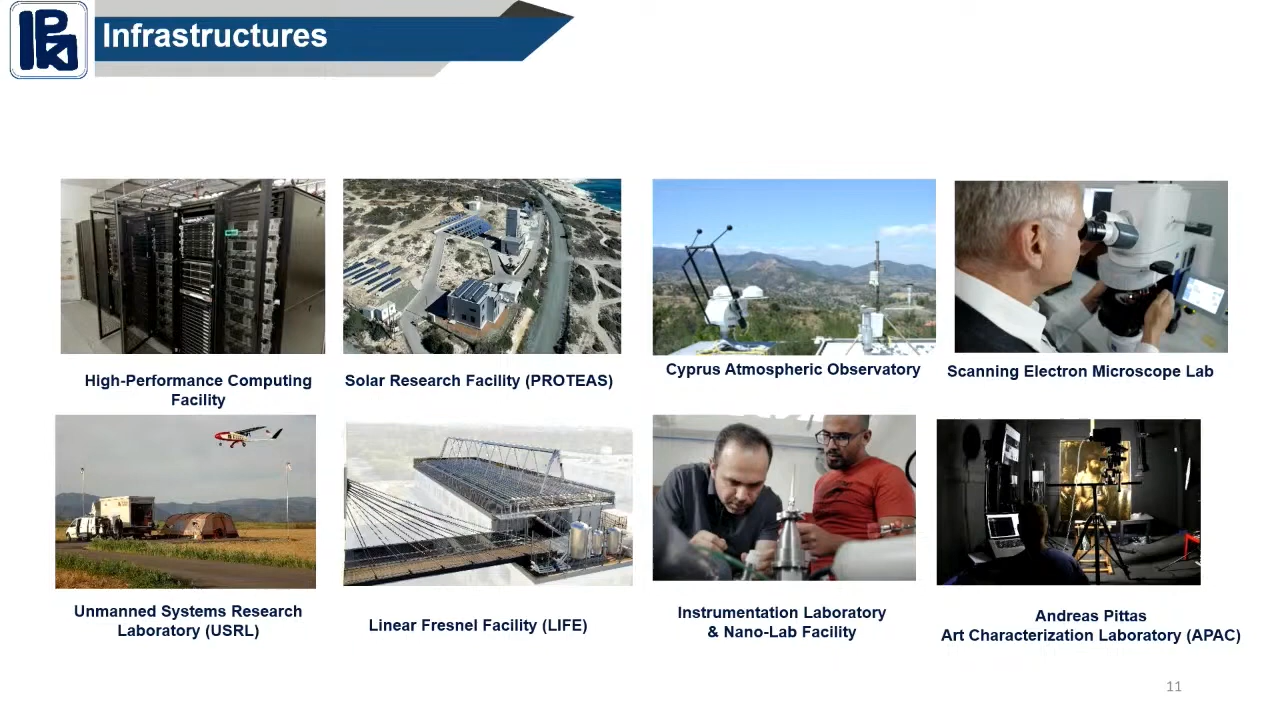 Infrastructures
High-Performance Computing
Facility
Solar Research Facility (PROTEAS)
Cyprus Atmospheric Observatory
Scanning Electron Microscope Lab
Unmanned Systems Research
Laboratory (USRL)
Linear Fresnel Facility (LIFE)
Instrumentation Laboratory
& Nano-Lab Facility
Andreas Pittas
Art Characterization Laboratory (APAC)
11